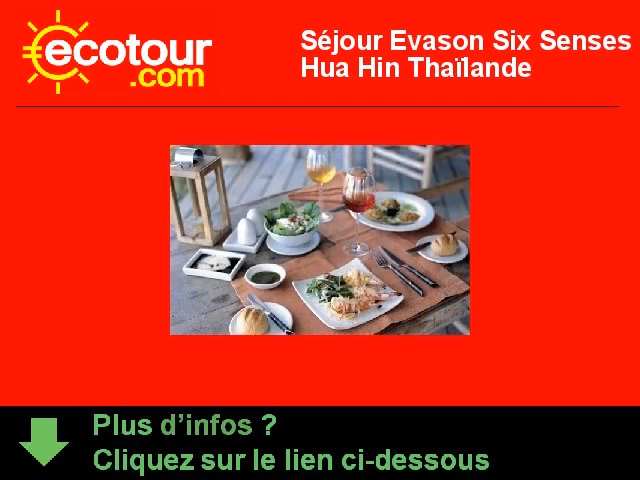 ecotour
.com
Séjour Evason Six Senses
Hua Hin Thaïlande
Plus d’infos ?
Cliquez sur le lien ci-dessous